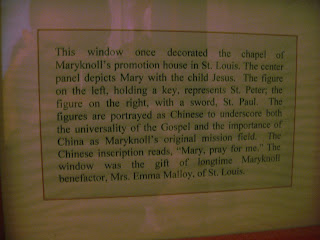 This window once decorated the chapel of
Maryknoll's promotion house in St. Louis. The center
panel depicts Mary with the child Jesus. The figure
on the left, holding a key, represents St. Peter; the
figure on the right, with a sword, St. Paul. The
figures are portrayed as Chinese to underscore both
the universality of the Gospel and the importance of
China as Maryknoll's original mission field. The
Chinese inscription reads, "Mary, pray for me." The
window was the gift of longtime Maryknoll
benefactor, Mrs. Emma Malloy, of St. Louis.